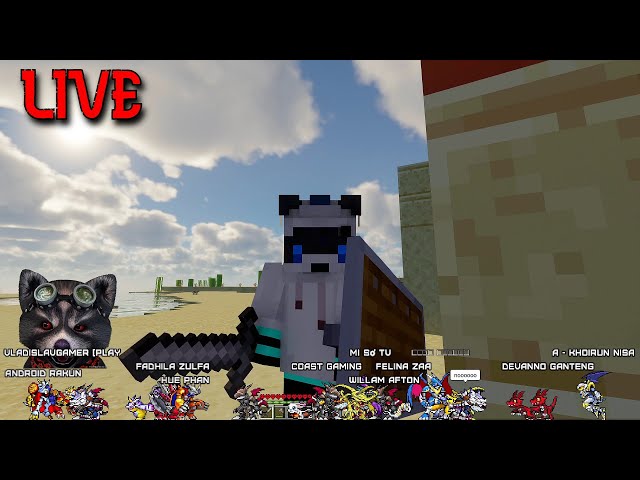 LIVE
VLADISLAVGAMER [PLAY
MI Sd TV
A - KHOIRUN NISA
FADHILA ZULFA
COAST GAMING
FELINA ZAA
DEVANNO GANTENG
ANDROID RAKUN
HUE PHAN
WILLAM AFTON
NOOOOOO